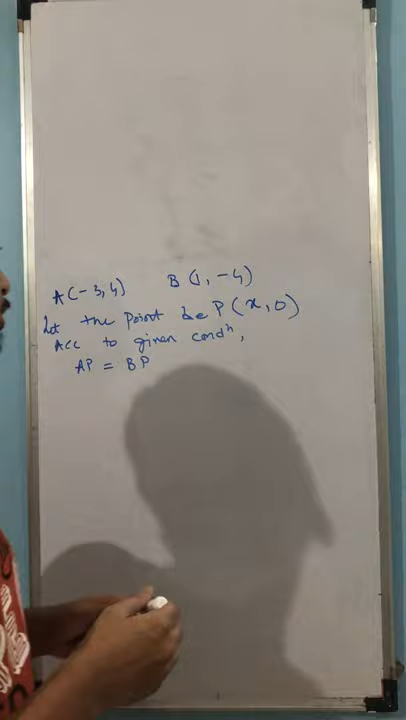 A(-3,4) B (1, -4)
Let the Point be P (x,0)
Acc to given condn,
AP = BP